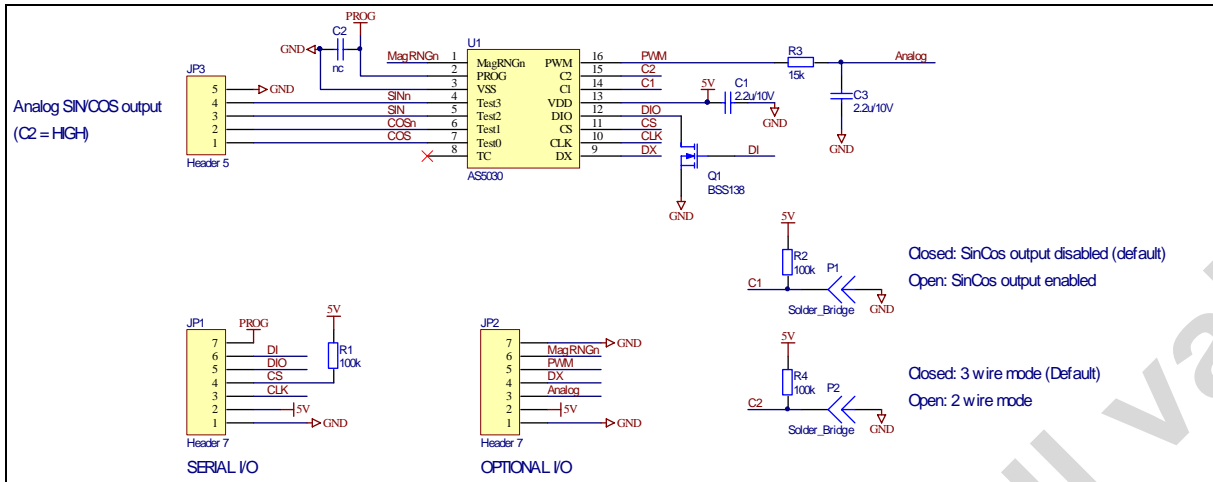 PROG
C2
GND
nc
U1
JP3
5
GND
4
3
2
1
Header 5
Analog SIN/COS output
(C2 = HIGH)
MagRNGn
SINn
SIN
COSn
COS
1
2
3
4
5
6
7
8
MagRNGn
PROG
VSS
Test3
Test2
Test1
Test0
TC
PWM
C2
C1
VDD
DIO
CS
CLK
DX
16
15
14
13
12
11
10
9
AS5030
PWM
C2
C1
DIO
CS
CLK
DX
5V
C1
2.2u/10V
GND
R3
15k
Analog
C3
2.2u/10V
GND
DI
Q1
BSS138
GND
5V
R2
100k
P1
C1
Solder_Bridge
GND
Closed: SinCos output disabled (default)
Open: SinCos output enabled
5V
R4
100k
P2
C2
Solder_Bridge
GND
Closed: 3 wire mode (Default)
Open: 2 wire mode
JP1
PROG
7
6
5
4
3
2
1
DI
DIO
CS
CLK
5V
GND
5V
R1
100k
Header 7
SERIAL I/O
JP2
7
6
5
4
3
2
1
GND
MagRNGn
PWM
DX
Analog
5V
GND
Header 7
OPTIONAL I/O